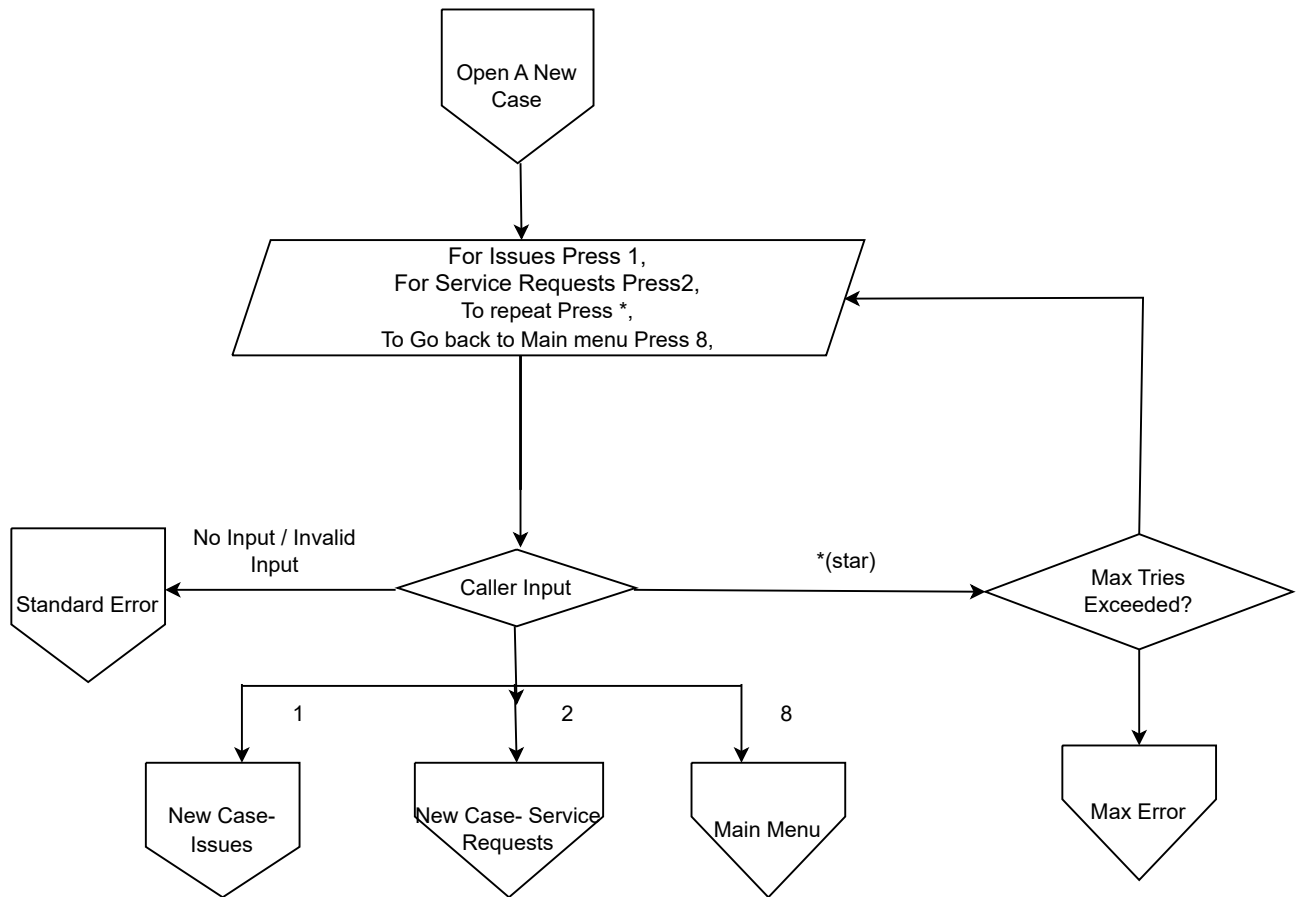 Open A New
Case
For Issues Press 1,
For Service Requests Press2,
To repeat Press *,
To Go back to Main menu Press 8,
No Input / Invalid
Input
*(star)
Standard Error
Caller Input
Max Tries
Exceeded?
1
2
8
New Case-
Issues
New Case- Service
Requests
Main Menu
Max Error